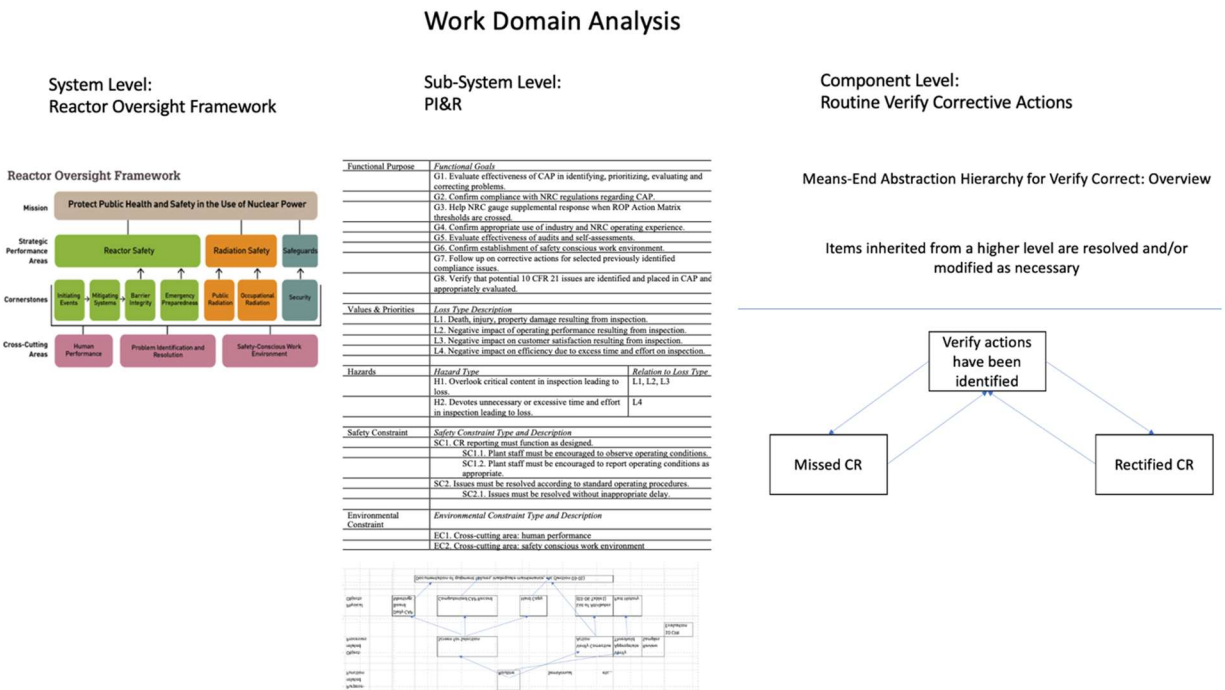 Work Domain Analysis
System Level:
Reactor Oversight Framework
Sub-System Level:
PI&R
Component Level:
Routine Verify Corrective Actions
Reactor Oversight Framework
Mission
Protect Public Health and Safety in the Use of Nuclear Power
Strategic
Performance
Areas
Reactor Safety
Radiation Safety
Safeguards
Cornerstones
Initiating
Events
Mitigating
Systems
Barrier
Integrity
Emergency
Preparedness
Public
Radiation
Occupational
Radiation
Security
Cross-Cutting
Areas
Human
Performance
Problem Identification and
Resolution
Safety-Conscious Work
Environment
Functional Purpose
Functional Goals
G1. Evaluate effectiveness of CAP in identifying, prioritizing, evaluating and
correcting problems.
G2. Confirm compliance with NRC regulations regarding CAP.
G3. Help NRC gauge supplemental response when ROP Action Matrix
thresholds are crossed.
G4. Confirm appropriate use of industry and NRC operating experience.
G5. Evaluate effectiveness of audits and self-assessments.
G6. Confirm establishment of safety conscious work environment.
G7. Follow up on corrective actions for selected previously identified
compliance issues.
G8. Verify that potential 10 CFR 21 issues are identified and placed in CAP and
appropriately evaluated.
Values & Priorities
Loss Type Description
L1. Death, injury, property damage resulting from inspection.
L2. Negative impact of operating performance resulting from inspection.
L3. Negative impact on customer satisfaction resulting from inspection.
L4. Negative impact on efficiency due to excess time and effort on inspection.
Hazards
Hazard Type
Relation to Loss Type
H1. Overlook critical content in inspection leading to
loss.
L1, L2, L3
H2. Devotes unnecessary or excessive time and effort
in inspection leading to loss.
L4
Safety Constraint
Safety Constraint Type and Description
SC1. CR reporting must function as designed.
SC1.1. Plant staff must be encouraged to observe operating conditions.
SC1.2. Plant staff must be encouraged to report operating conditions as
appropriate.
SC2. Issues must be resolved according to standard operating procedures.
SC2.1. Issues must be resolved without inappropriate delay.
Environmental
Constraint
Environmental Constraint Type and Description
EC1. Cross-cutting area: human performance
EC2. Cross-cutting area: safety conscious work environment
Means-End Abstraction Hierarchy for Verify Correct: Overview
Items inherited from a higher level are resolved and/or
modified as necessary
Verify actions
have been
identified
Missed CR
Rectified CR
Computerized CAP Record
Hard Copy
Screen for Selection
Routine